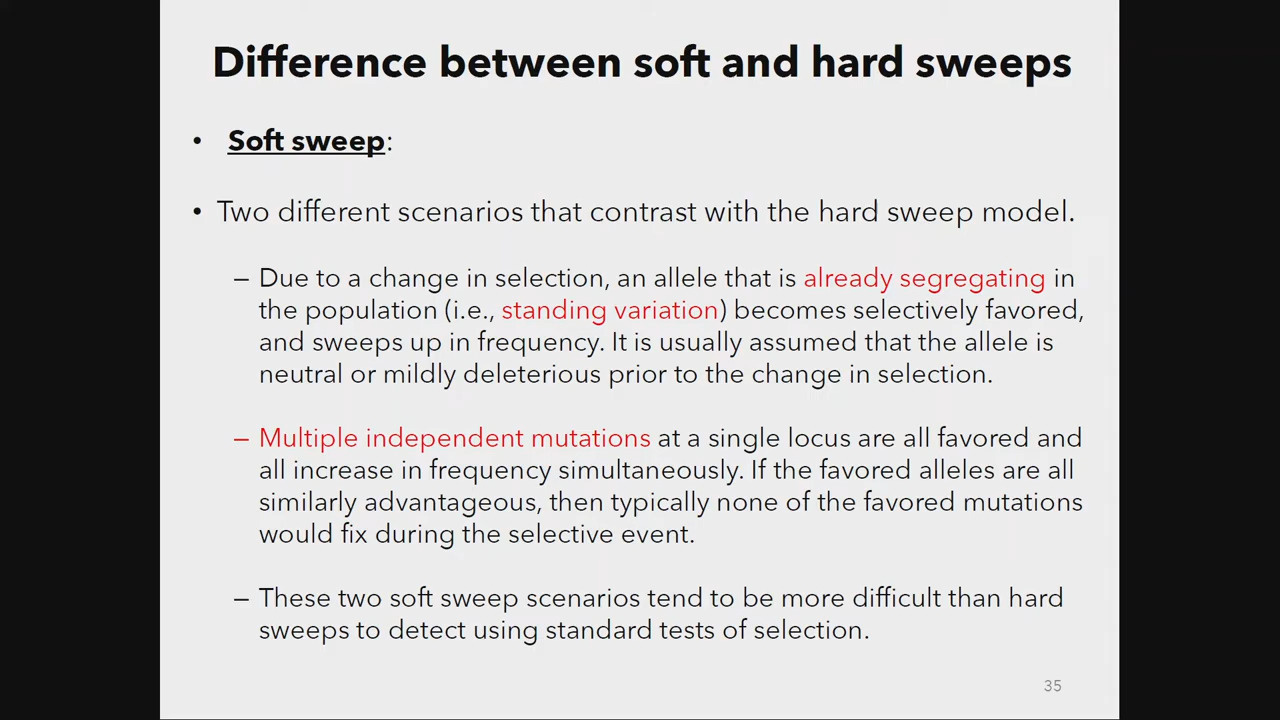 Difference between soft and hard sweeps
• Soft sweep:
• Two different scenarios that contrast with the hard sweep model.
– Due to a change in selection, an allele that is already segregating in
the population (i.e., standing variation) becomes selectively favored,
and sweeps up in frequency. It is usually assumed that the allele is
neutral or mildly deleterious prior to the change in selection.
– Multiple independent mutations at a single locus are all favored and
all increase in frequency simultaneously. If the favored alleles are all
similarly advantageous, then typically none of the favored mutations
would fix during the selective event.
– These two soft sweep scenarios tend to be more difficult than hard
sweeps to detect using standard tests of selection.
35